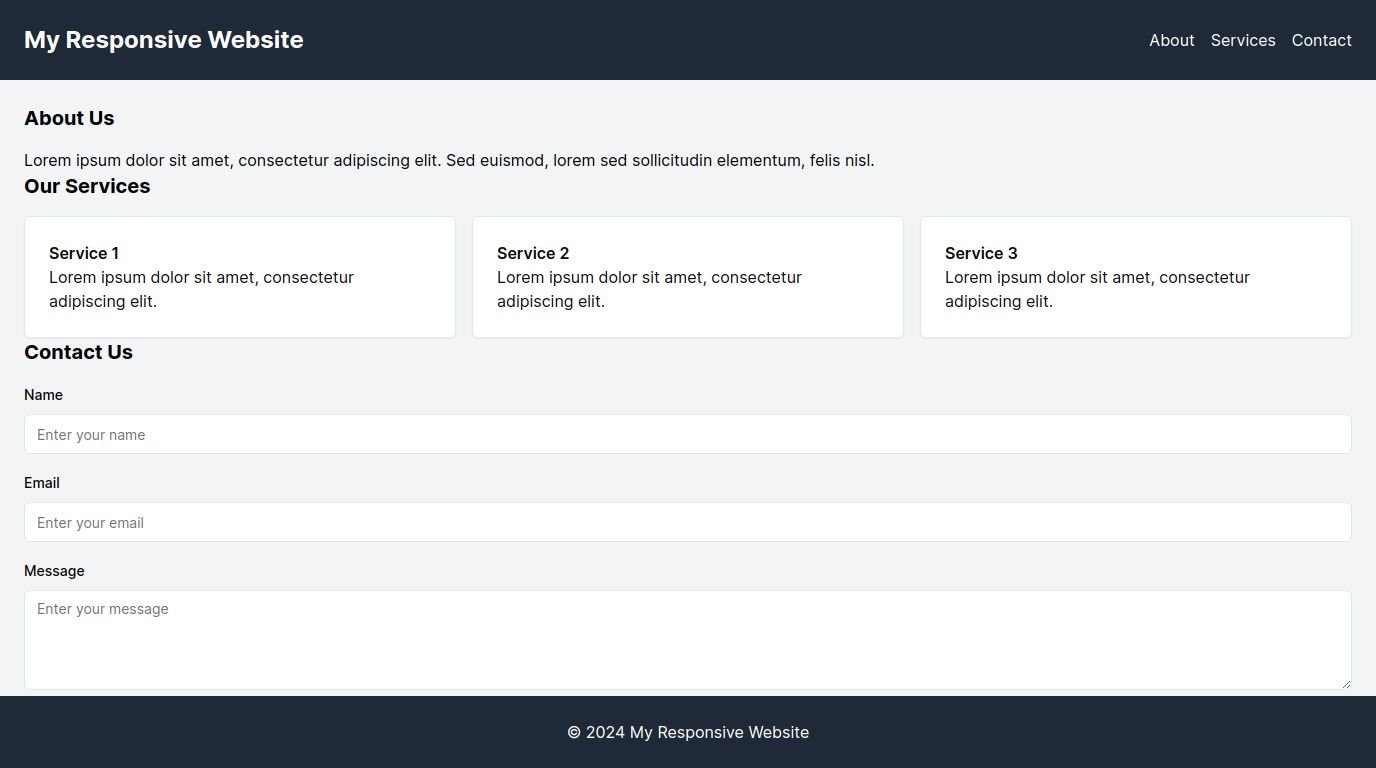 My Responsive Website
About Services Contact
About Us
Lorem ipsum dolor sit amet, consectetur adipiscing elit. Sed euismod, lorem sed sollicitudin elementum, felis nisl.
Our Services
Service 1
Lorem ipsum dolor sit amet, consectetur
adipiscing elit.
Service 2
Lorem ipsum dolor sit amet, consectetur
adipiscing elit.
Service 3
Lorem ipsum dolor sit amet, consectetur
adipiscing elit.
Contact Us
Name
Enter your name
Email
Enter your email
Message
Enter your message
© 2024 My Responsive Website